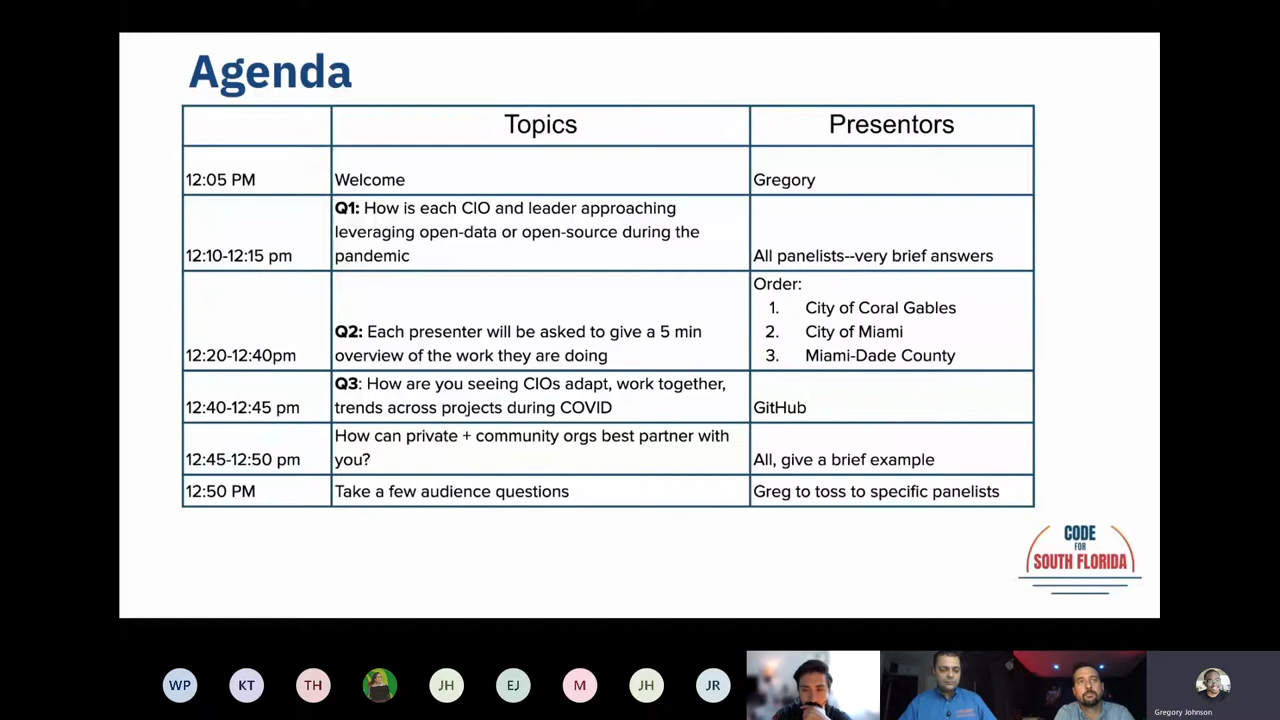 Agenda
Topics
Presentors
12:05 PM
Welcome
Gregory
12:10-12:15 pm
Q1: How is each CIO and leader approaching
leveraging open-data or open-source during the
pandemic
All panelists--very brief answers
12:20-12:40pm
Q2: Each presenter will be asked to give a 5 min
overview of the work they are doing
Order:
1. City of Coral Gables
2. City of Miami
3. Miami-Dade County
12:40-12:45 pm
Q3: How are you seeing CIOs adapt, work together,
trends across projects during COVID
GitHub
12:45-12:50 pm
How can private + community orgs best partner with
you?
All, give a brief example
12:50 PM
Take a few audience questions
Greg to toss to specific panelists
CODE
FOR
SOUTH FLORIDA
WP
KT
TH
JH
EJ
M
JH
JR
Gregory Johnson